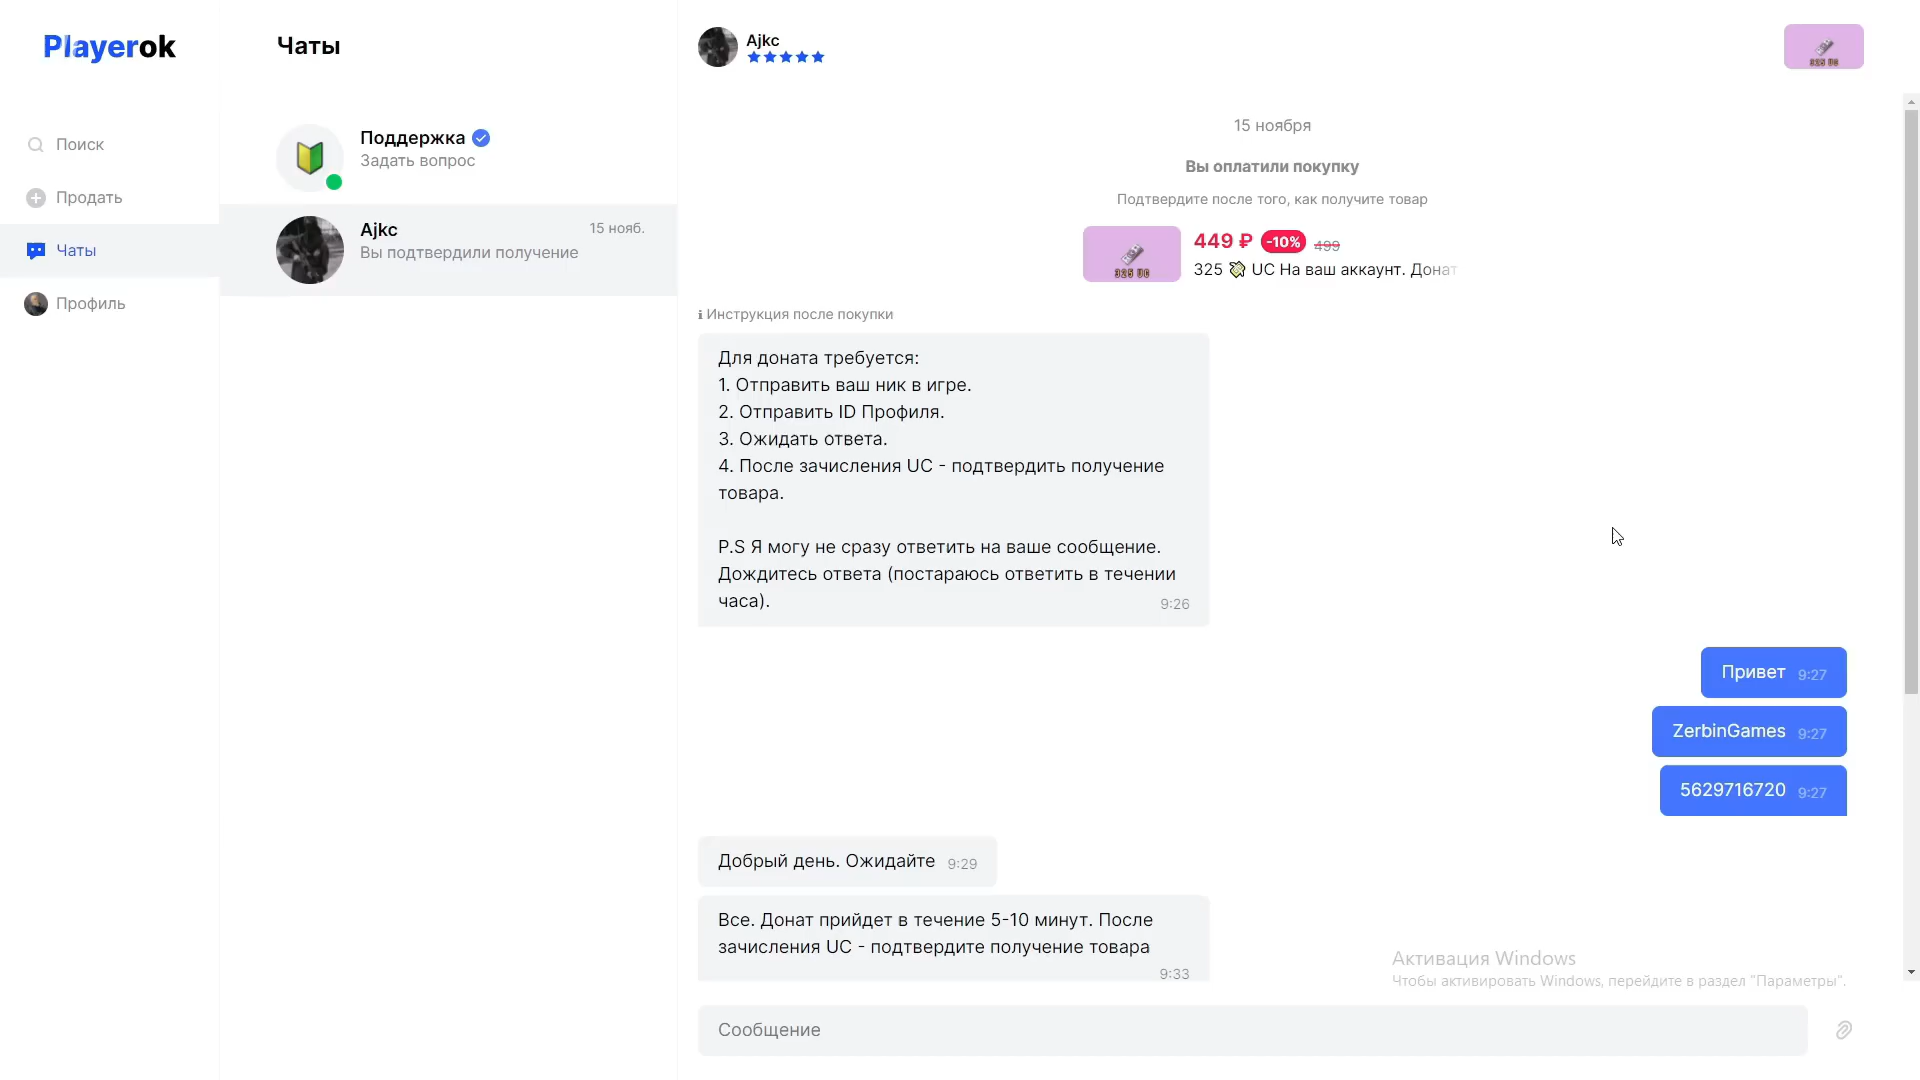 Playerok
Поиск
Продать
Чаты
Профиль
Чаты
Поддержка
Задать вопрос
Ajkc
15 нояб.
Вы подтвердили получение
Ajkc
325 UC
15 ноября
Вы оплатили покупку
Подтвердите после того, как получите товар
325 UC
449 ₽ -10% 499
325 UC На ваш аккаунт. Донат
Инструкция после покупки
Для доната требуется:
1. Отправить ваш ник в игре.
2. Отправить ID Профиля.
3. Ожидать ответа.
4. После зачисления UC - подтвердить получение
товара.
P.S Я могу не сразу ответить на ваше сообщение.
Дождитесь ответа (постараюсь ответить в течении
часа).
9:26
Привет 9:27
ZerbinGames 9:27
5629716720 9:27
Добрый день. Ожидайте 9:29
Все. Донат прийдет в течение 5-10 минут. После
зачисления UC - подтвердите получение товара
9:33
Активация Windows
Чтобы активировать Windows, перейдите в раздел "Параметры".
Сообщение